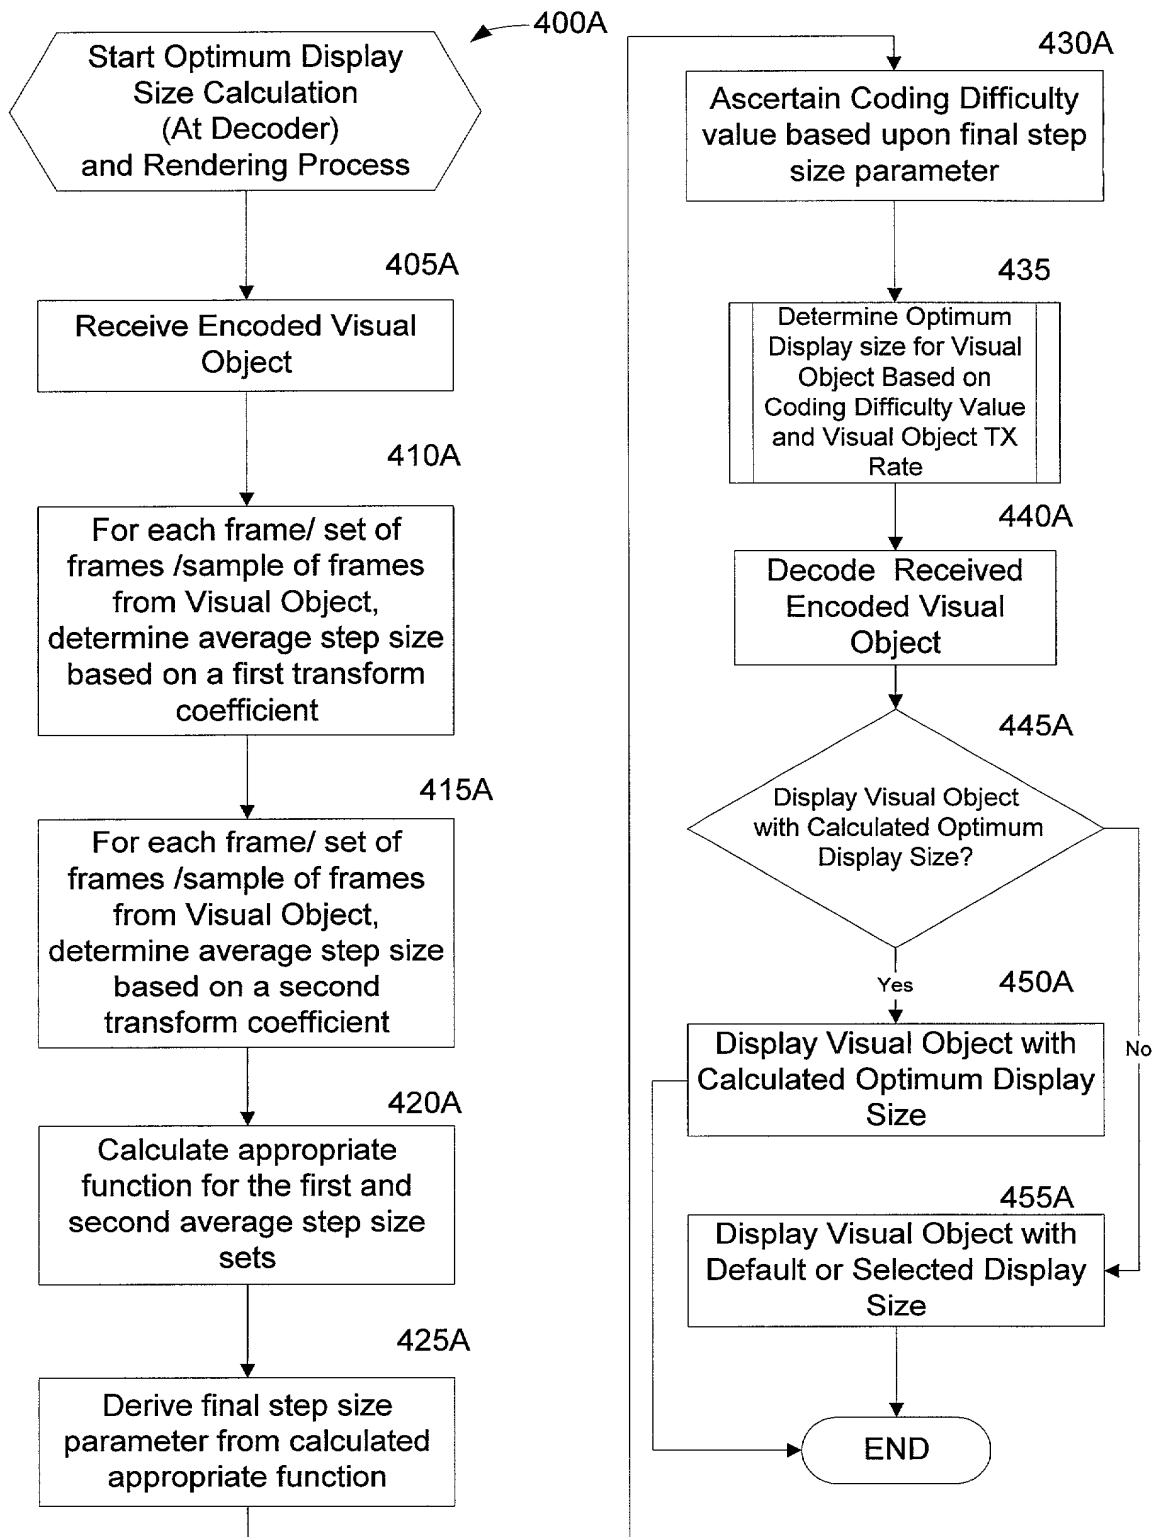 400A
Start Optimum Display
Size Calculation
(At Decoder)
and Rendering Process
405A
Receive Encoded Visual
Object
410A
For each frame/ set of
frames /sample of frames
from Visual Object,
determine average step size
based on a first transform
coefficient
415A
For each frame/ set of
frames /sample of frames
from Visual Object,
determine average step size
based on a second
transform coefficient
420A
Calculate appropriate
function for the first and
second average step size
sets
425A
Derive final step size
parameter from calculated
appropriate function
430A
Ascertain Coding Difficulty
value based upon final step
size parameter
435
Determine Optimum
Display size for Visual
Object Based on
Coding Difficulty Value
and Visual Object TX
Rate
440A
Decode Received
Encoded Visual
Object
445A
Display Visual Object
with Calculated Optimum
Display Size?
Yes
450A
Display Visual Object with
Calculated Optimum Display
Size
No
455A
Display Visual Object with
Default or Selected Display
Size
END